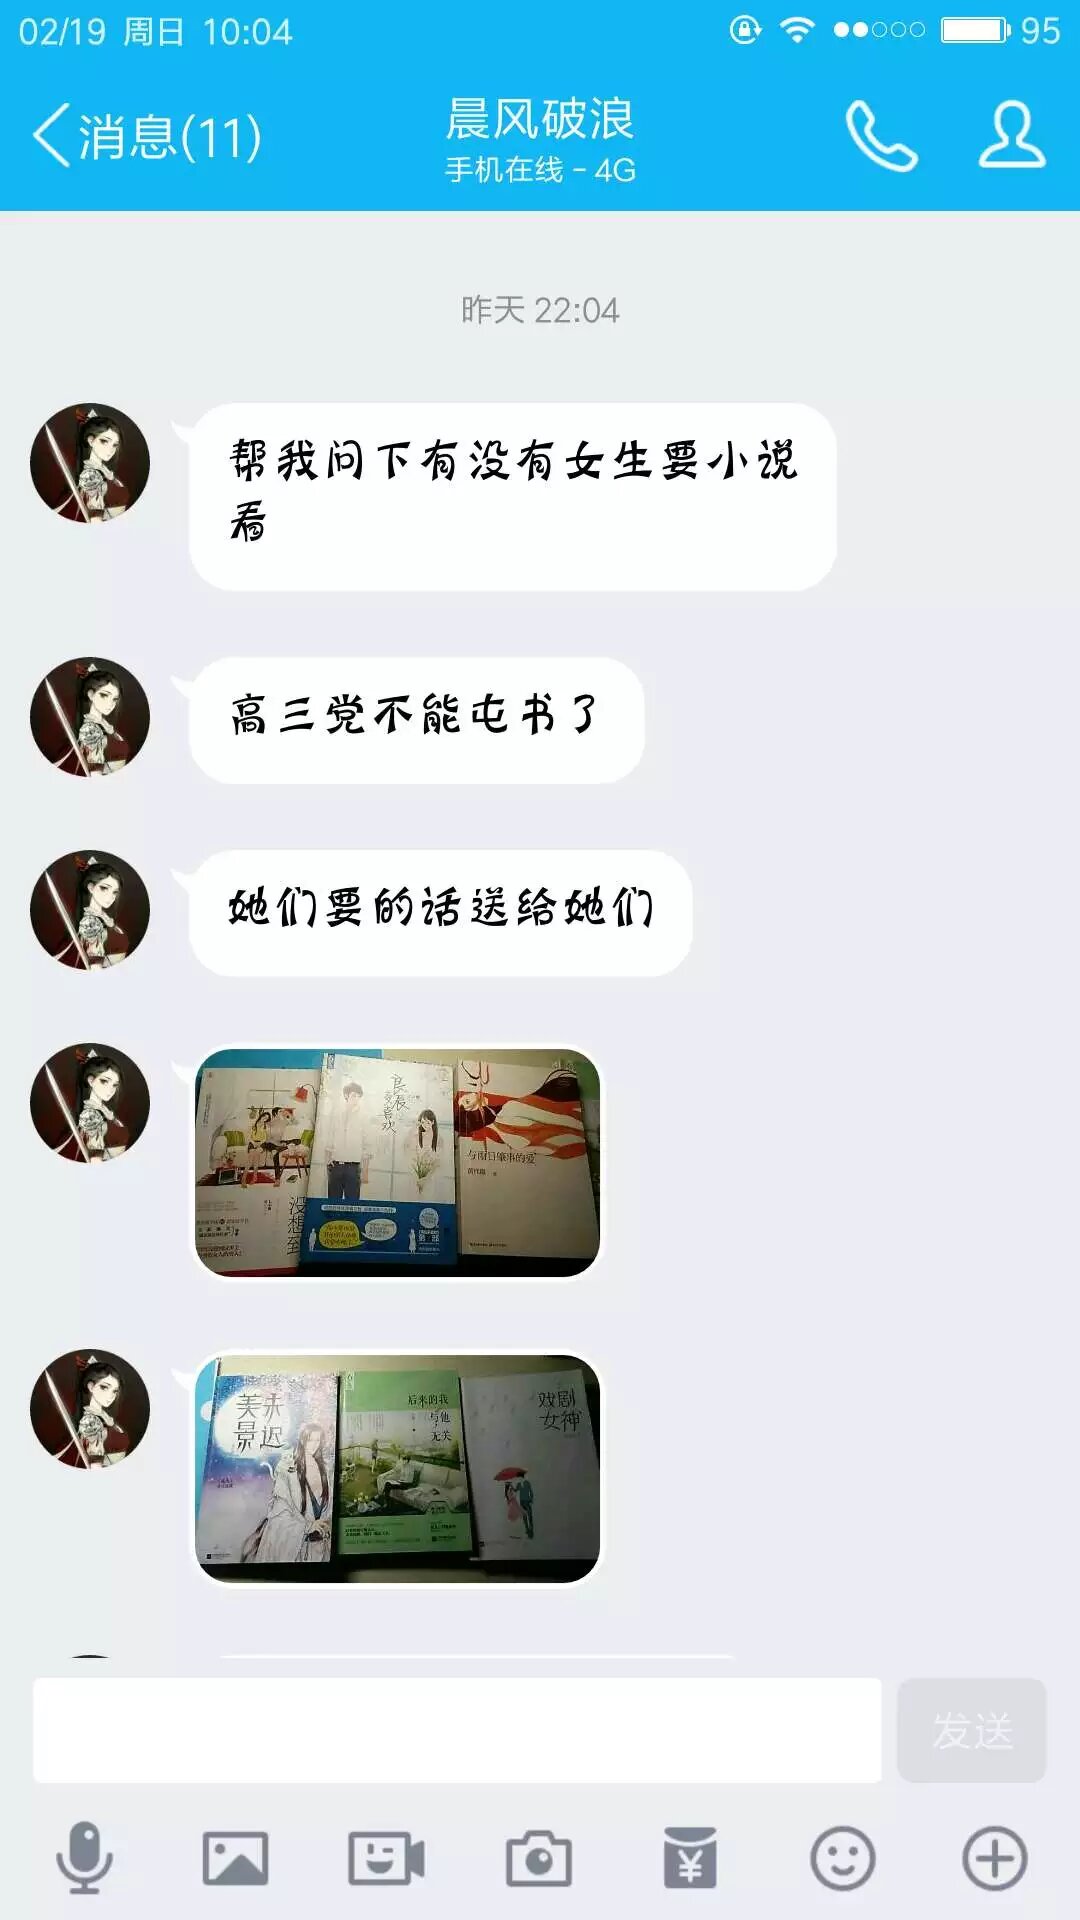 02/19 周日 10:04
95
消息(11)
晨风破浪
手机在线 - 4G
昨天 22:04
帮我问下有没有女生要小说
看
高三党不能屯书了
她们要的话送给她们
良辰
喜欢
与南日肇事的爱
没想到
美景未迟
后来的我
与他
无关
戏剧
女神
发送